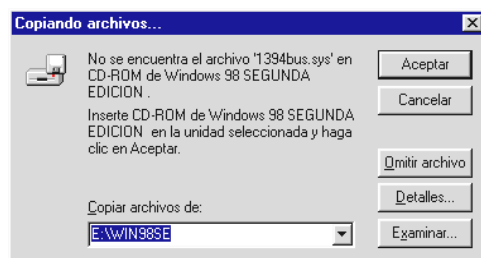 Copiando archivos...
No se encuentra el archivo '1394bus.sys' en
CD-ROM de Windows 98 SEGUNDA
EDICION .
Inserte CD-ROM de Windows 98 SEGUNDA
EDICION en la unidad seleccionada y haga
clic en Aceptar.
Copiar archivos de:
E:\WIN98SE
Aceptar
Cancelar
Omitir archivo
Detalles...
Examinar...